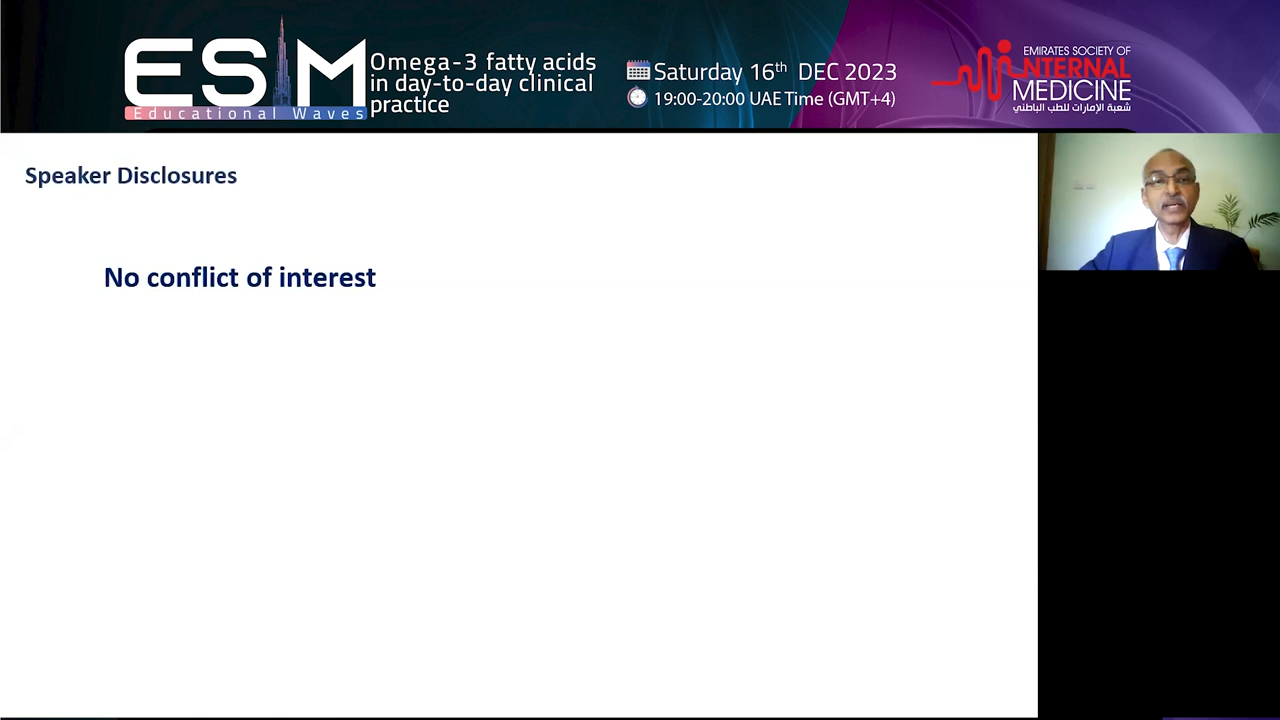 ESIM
Educational Waves
Omega-3 fatty acids
in day-to-day clinical
practice
Saturday 16th DEC 2023
19:00-20:00 UAE Time (GMT+4)
EMIRATES SOCIETY OF
INTERNAL
MEDICINE
شعبة الإمارات للطب الباطني
Speaker Disclosures
No conflict of interest